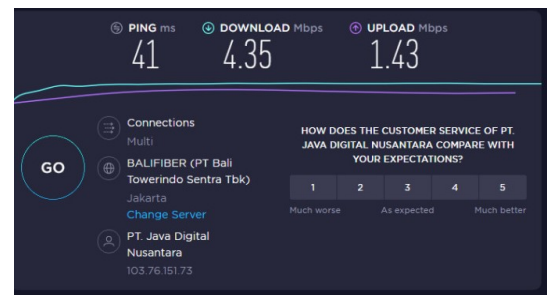 PING ms
DOWNLOAD Mbps
UPLOAD Mbps
41
4.35
1.43
GO
Connections
Multi
BALIFIBER (PT Bali
Towerindo Sentra Tbk)
Jakarta
Change Server
PT. Java Digital
Nusantara
103.76.151.73
HOW DOES THE CUSTOMER SERVICE OF PT.
JAVA DIGITAL NUSANTARA COMPARE WITH
YOUR EXPECTATIONS?
1 2 3 4 5
Much worse As expected Much better